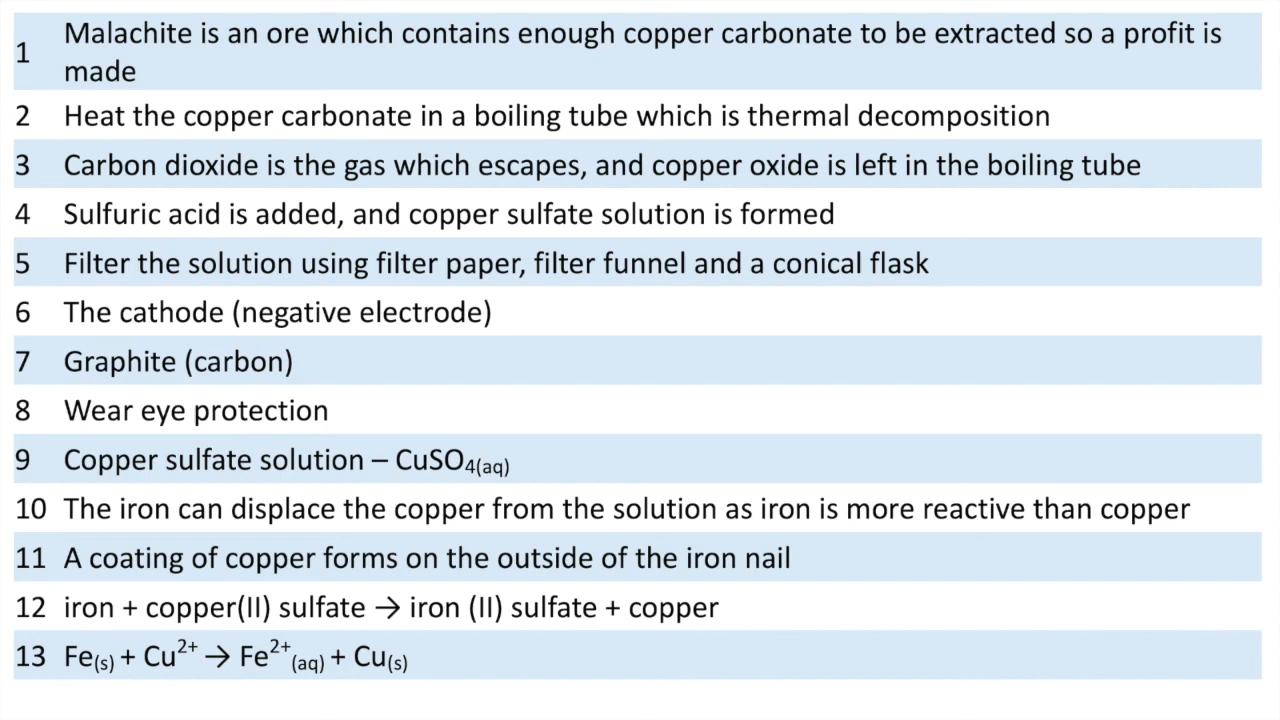 1 Malachite is an ore which contains enough copper carbonate to be extracted so a profit is
made
2 Heat the copper carbonate in a boiling tube which is thermal decomposition
3 Carbon dioxide is the gas which escapes, and copper oxide is left in the boiling tube
4 Sulfuric acid is added, and copper sulfate solution is formed
5 Filter the solution using filter paper, filter funnel and a conical flask
6 The cathode (negative electrode)
7 Graphite (carbon)
8 Wear eye protection
9 Copper sulfate solution – CuSO₄₍aq₎
10 The iron can displace the copper from the solution as iron is more reactive than copper
11 A coating of copper forms on the outside of the iron nail
12 iron + copper(II) sulfate → iron (II) sulfate + copper
13 Fe₍s₎ + Cu²⁺ → Fe²⁺₍aq₎ + Cu₍s₎